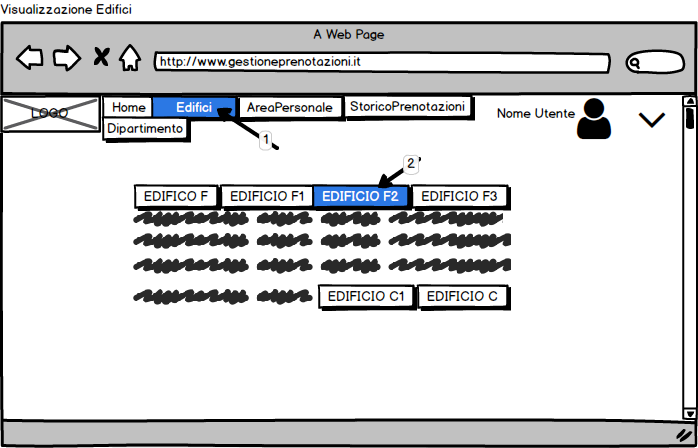 Visualizzazione Edifici
A Web Page
http://www.gestioneprenotazioni.it
LOGO
Home Edifici AreaPersonale StoricoPrenotazioni
Nome Utente
Dipartimento
1
2
EDIFICO F EDIFICIO F1 EDIFICIO F2 EDIFICIO F3
EDIFICIO C1 EDIFICIO C